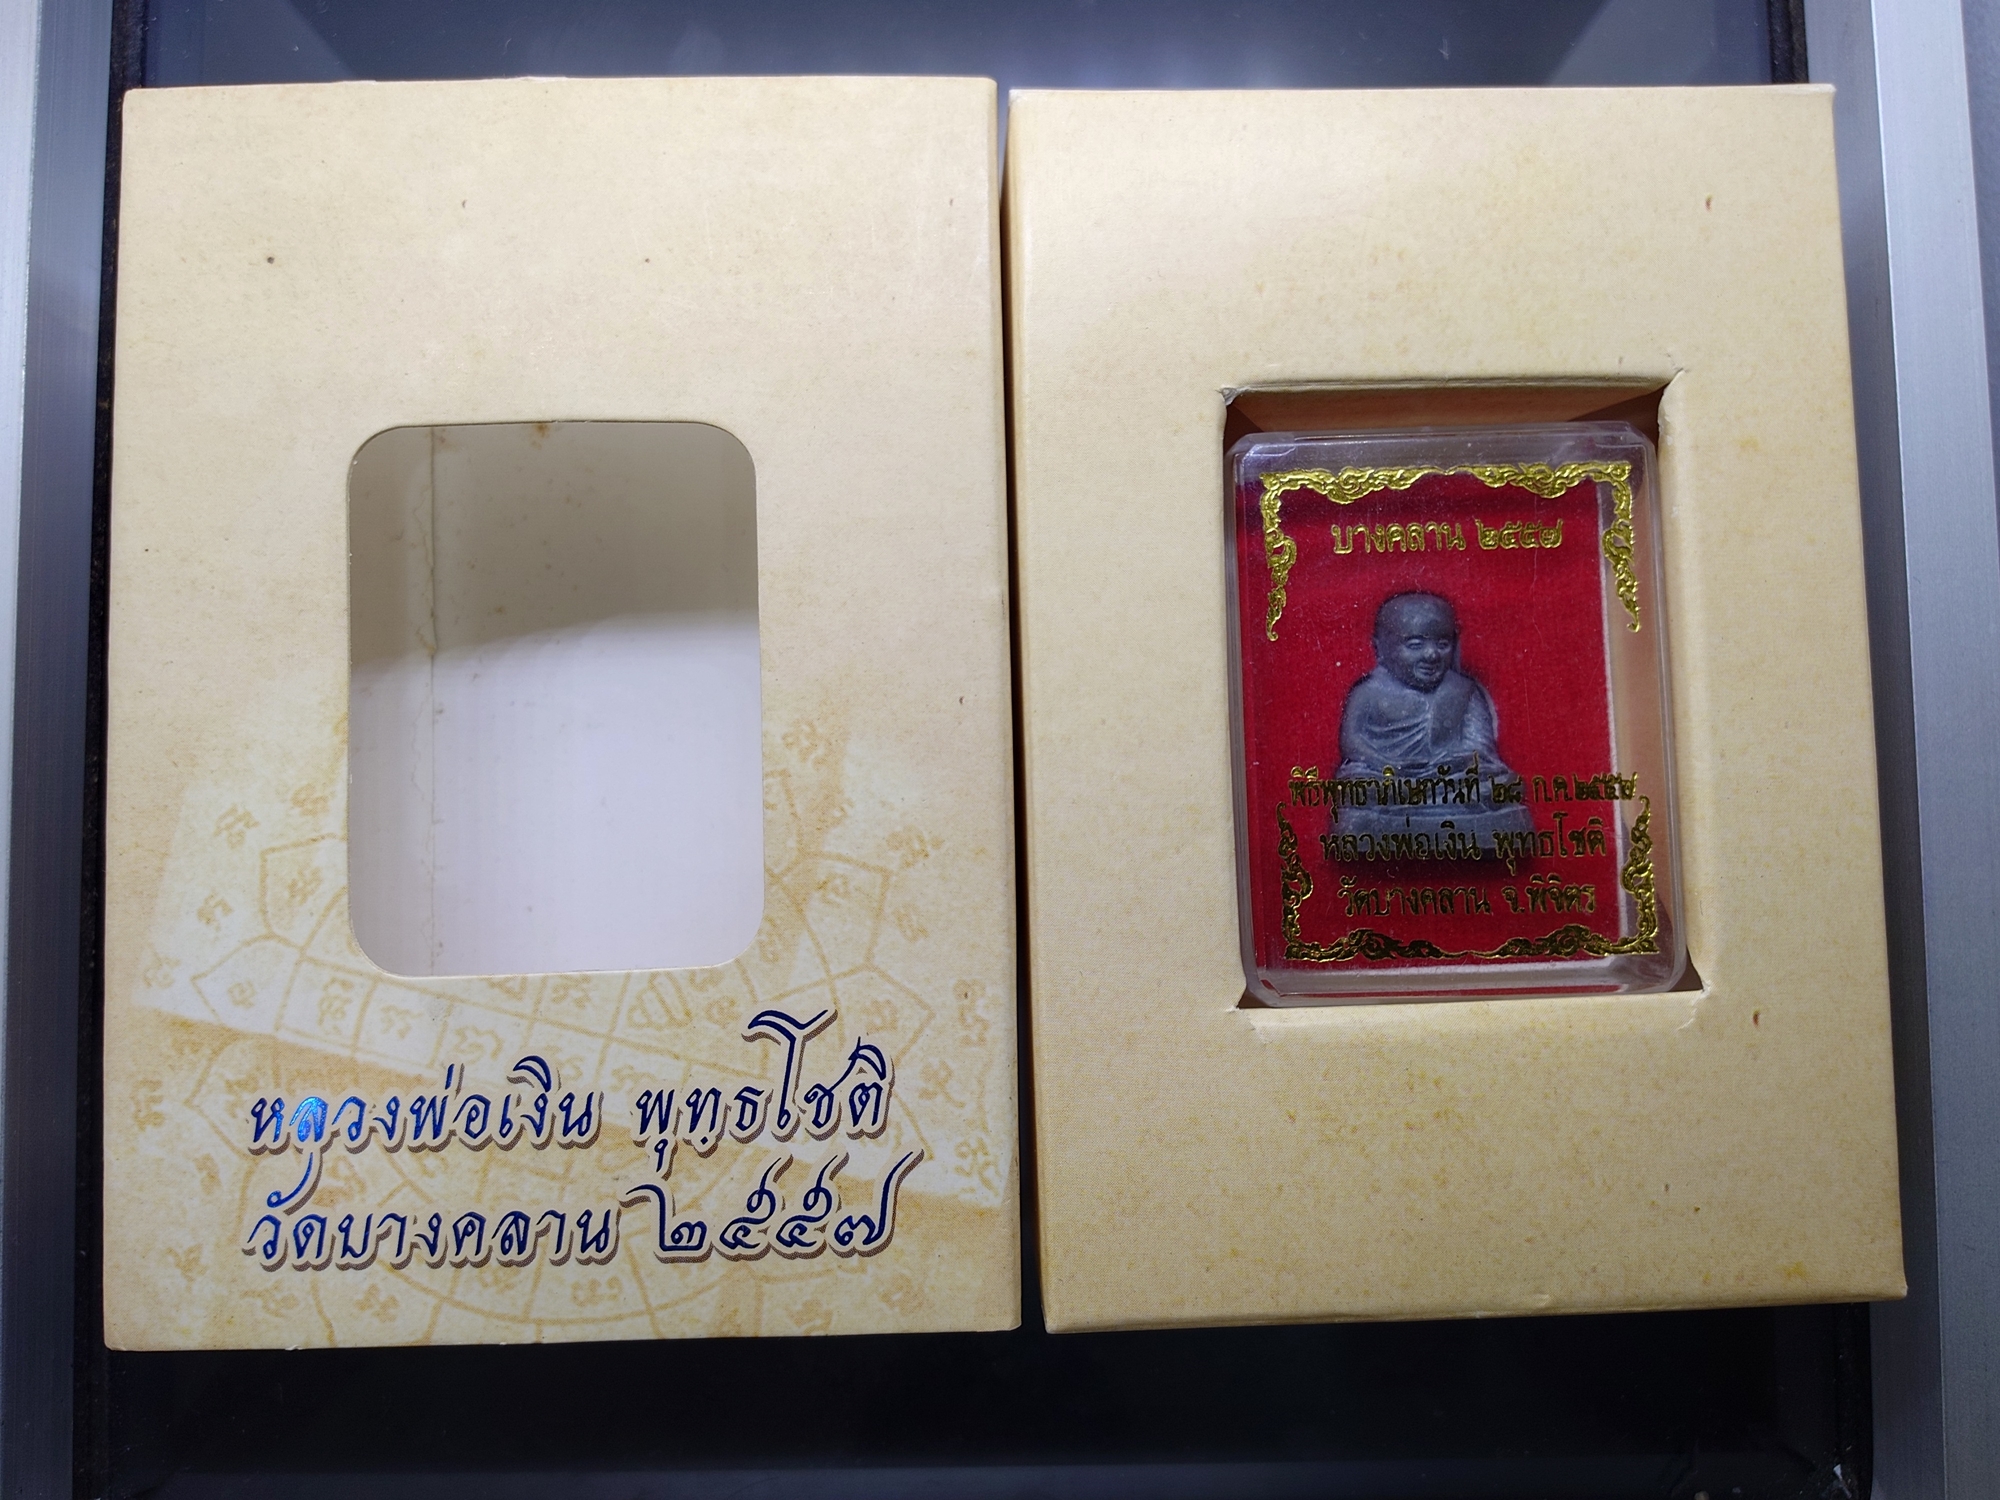 หลวงพ่อเงิน พุทธโชติ
วัดบางคลาน ๒๕๕๗
บางคลาน ๒๕๕๗
พิธีพุทธาภิเษกวันที่ ๒๘ ก.ค.๒๕๕๗
หลวงพ่อเงิน พุทธโชติ
วัดบางคลาน จ.พิจิตร